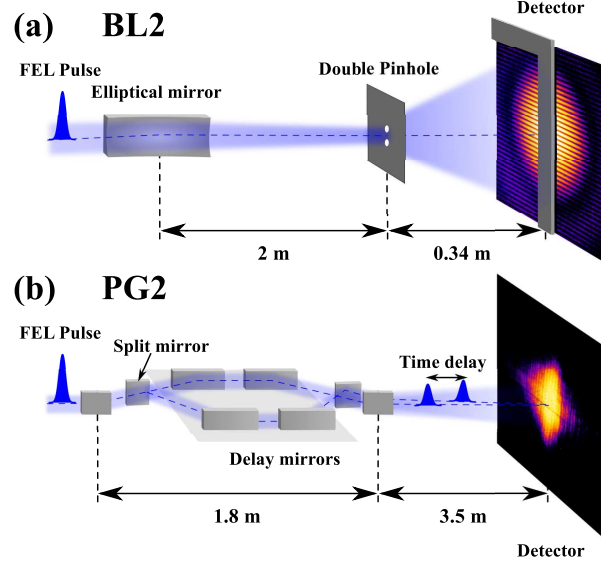 (a) BL2
Detector
FEL Pulse
Elliptical mirror
Double Pinhole
2 m
0.34 m
(b) PG2
FEL Pulse
Split mirror
Time delay
Delay mirrors
1.8 m
3.5 m
Detector